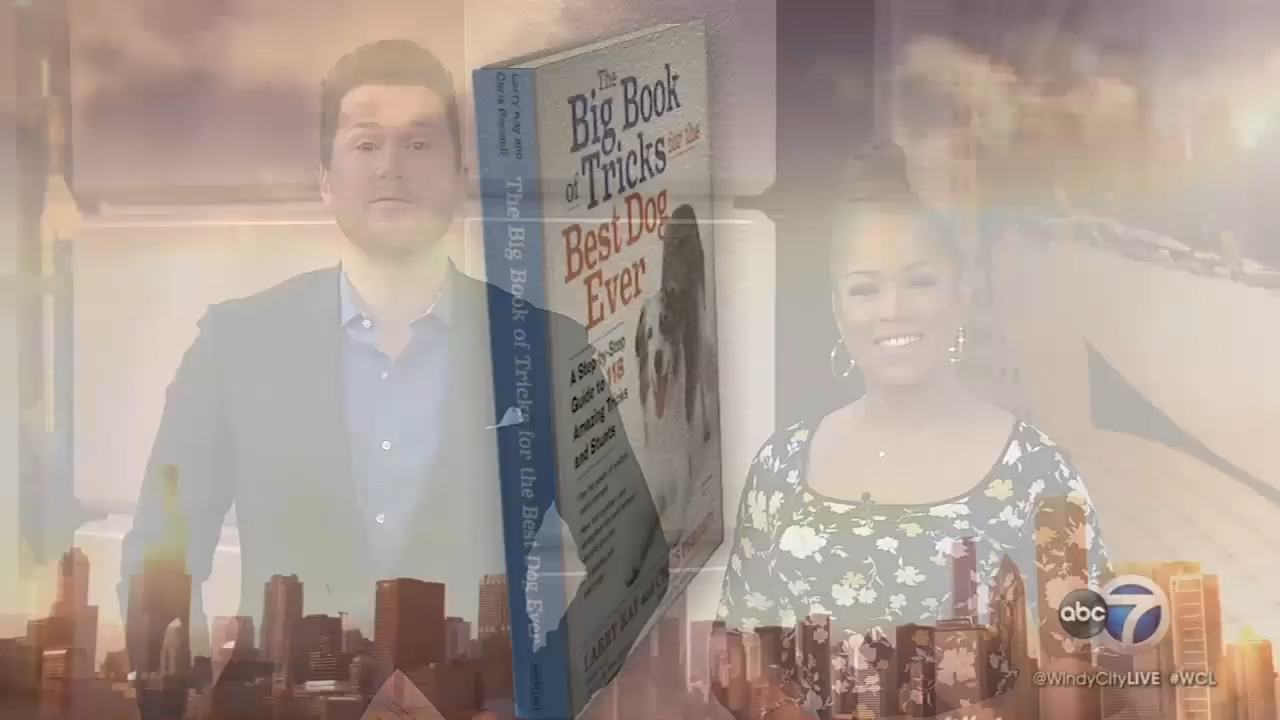 Larry Kay and
Chris Perondi
The Big Book of Tricks for the Best Dog Ever
workman
The
Big Book
of Tricks for the
Best Dog
Ever
A Step-by-Step
Guide to 118
Amazing Tricks
and Stunts
LARRY KAY and
abc 7
@WindyCityLIVE #WCL